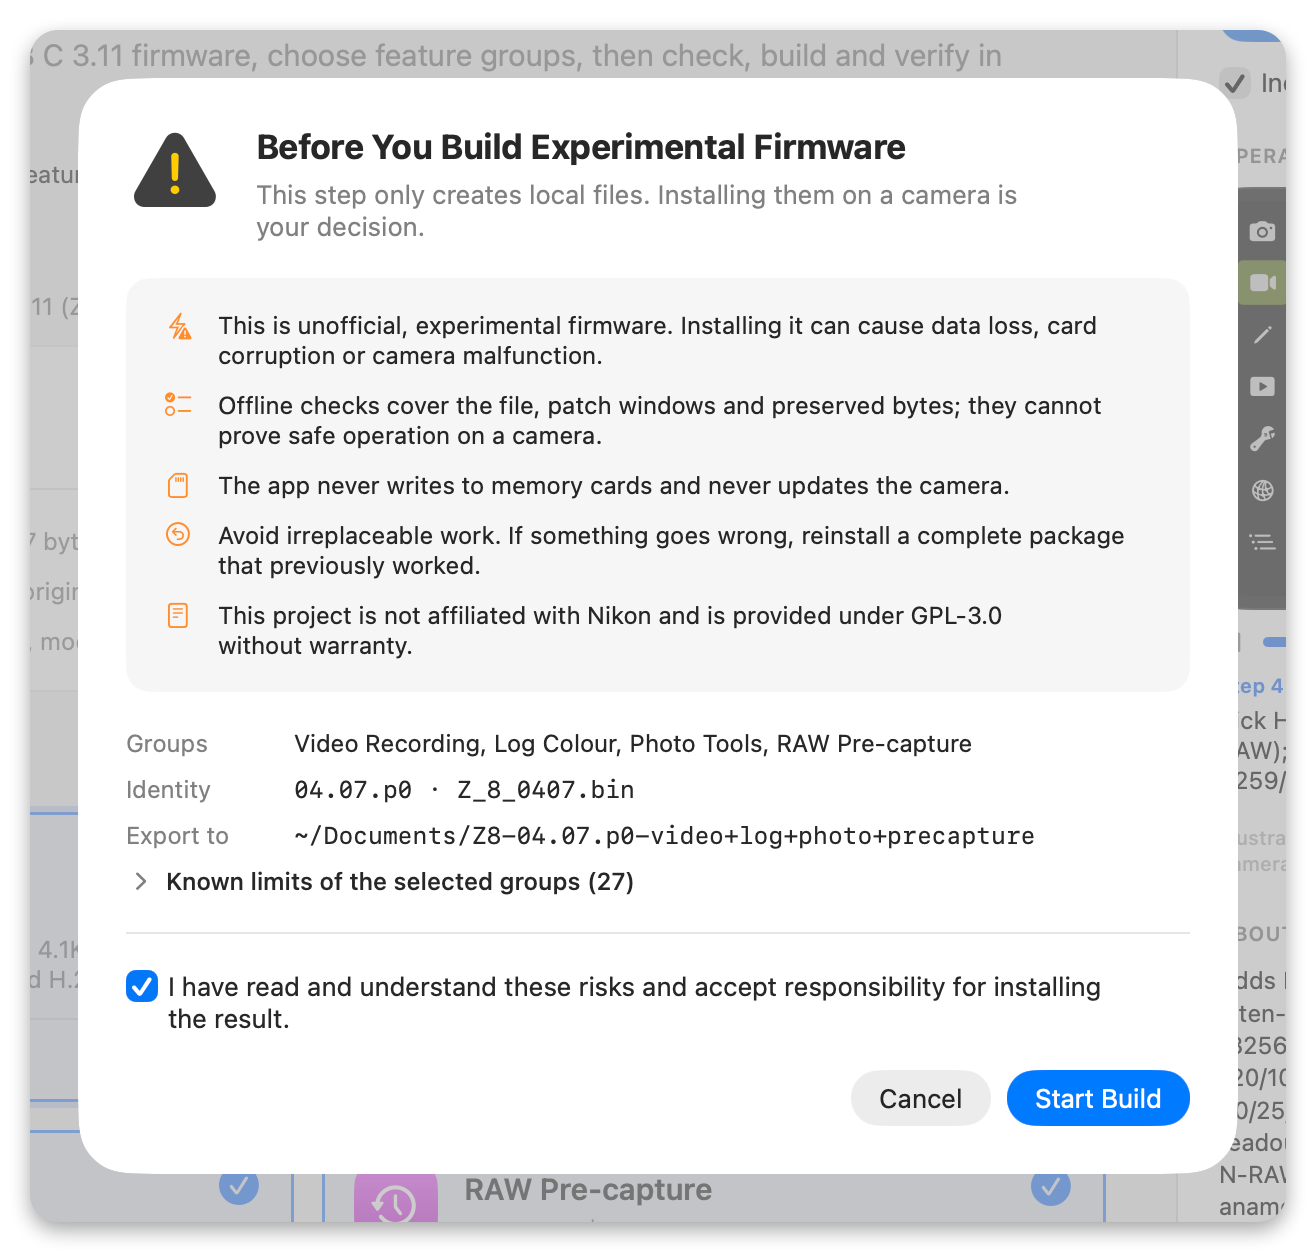 C 3.11 firmware, choose feature groups, then check, build and verify in
Before You Build Experimental Firmware
This step only creates local files. Installing them on a camera is
your decision.
This is unofficial, experimental firmware. Installing it can cause data loss, card
corruption or camera malfunction.
Offline checks cover the file, patch windows and preserved bytes; they cannot
prove safe operation on a camera.
The app never writes to memory cards and never updates the camera.
Avoid irreplaceable work. If something goes wrong, reinstall a complete package
that previously worked.
This project is not affiliated with Nikon and is provided under GPL-3.0
without warranty.
Groups Video Recording, Log Colour, Photo Tools, RAW Pre-capture
Identity 04.07.p0 · Z_8_0407.bin
Export to ~/Documents/Z8-04.07.p0-video+log+photo+precapture
Known limits of the selected groups (27)
I have read and understand these risks and accept responsibility for installing
the result.
Cancel Start Build
RAW Pre-capture